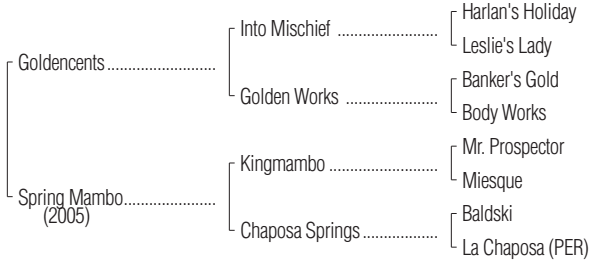 Harlan's Holiday
Into Mischief ..........................
Leslie's Lady
Goldencents............................
Banker's Gold
Golden Works ........................
Body Works
Mr. Prospector
Kingmambo ............................
Miesque
Spring Mambo........................
(2005)
Baldski
Chaposa Springs ...................
La Chaposa (PER)